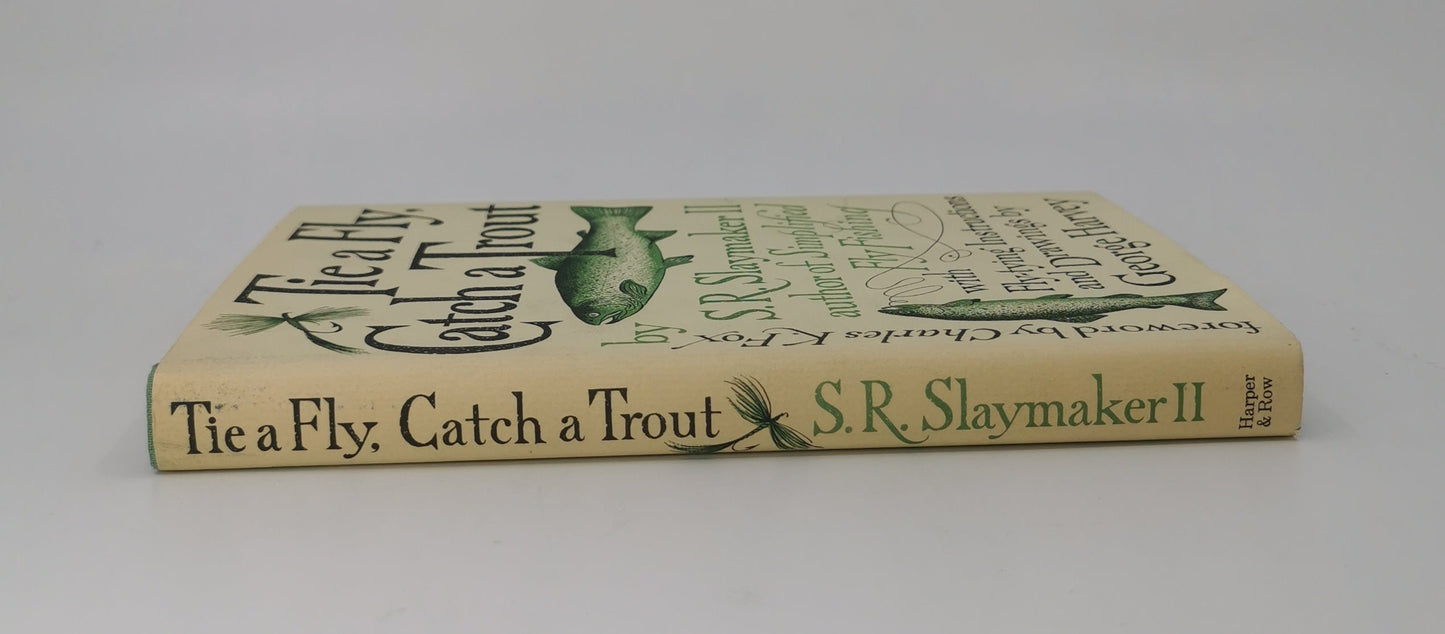 Tie a Fly,
Catch a Trout
by
S.R. Slaymaker II
author of Simplified
Fly Fishing
with
Fly-tying Instructions
and Drawings by
George Harvey
foreword by Charles K. Fox
Tie a Fly, Catch a Trout
S. R. Slaymaker II
Harper
& Row